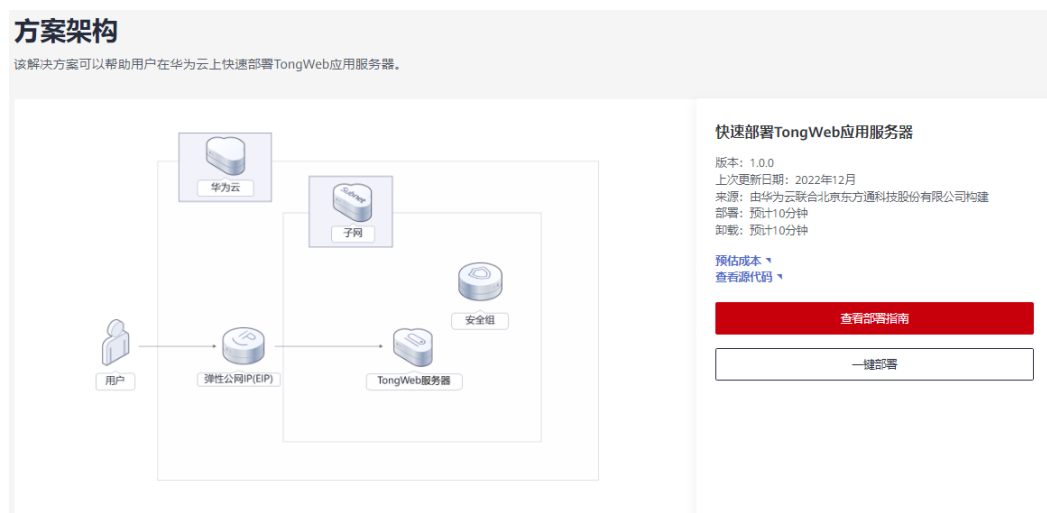 方案架构
该解决方案可以帮助用户在华为云上快速部署TongWeb应用服务器。
华为云
Subnet
子网
安全组
IP
用户
弹性公网IP(EIP)
TongWeb服务器
快速部署TongWeb应用服务器
版本：1.0.0
上次更新日期：2022年12月
来源：由华为云联合北京东方通科技股份有限公司构建
部署：预计10分钟
卸载：预计10分钟
预估成本
查看源代码
查看部署指南
一键部署